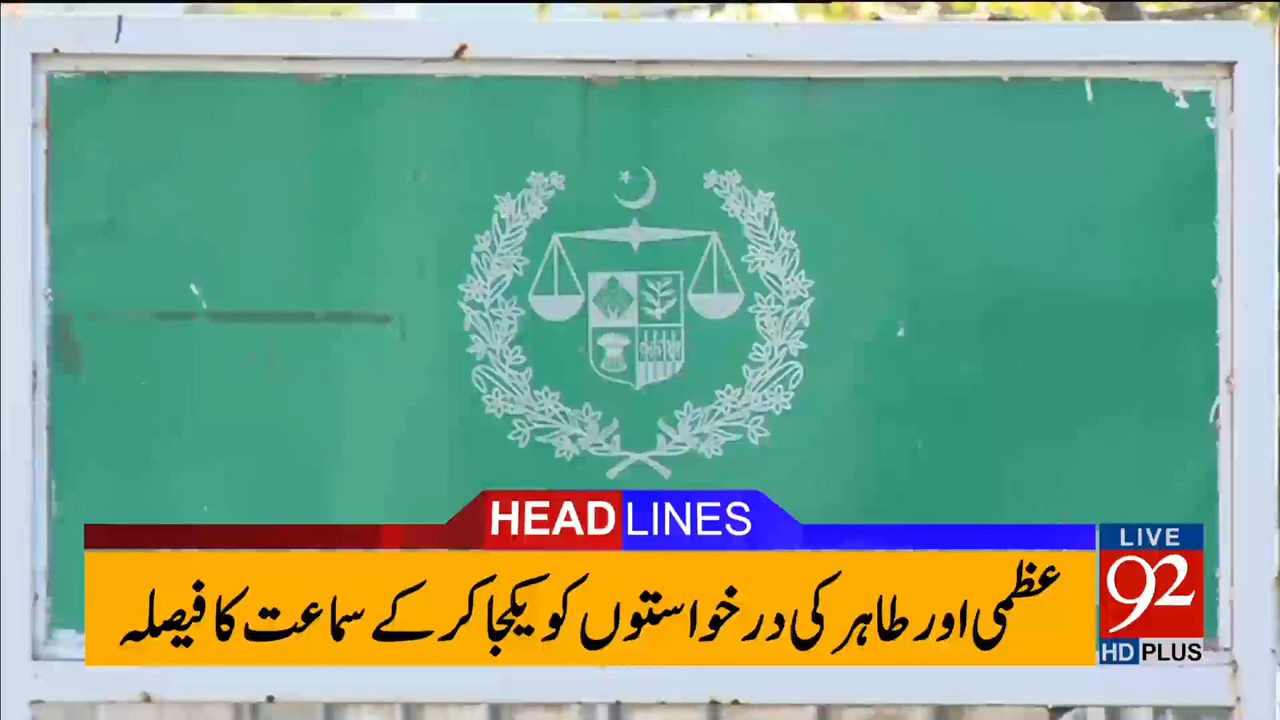 HEADLINES
عظمی اور طاہر کی درخواستوں کو یکجا کر کے سماعت کا فیصلہ
LIVE
92
HD PLUS